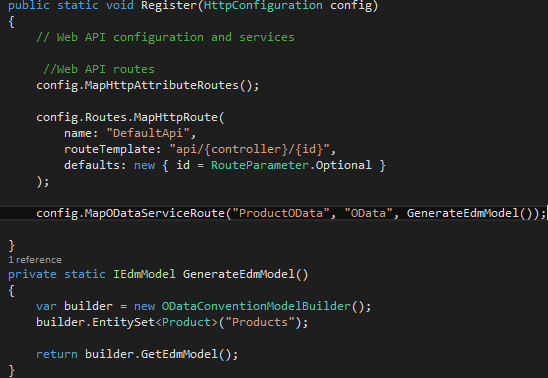 public static void Register(HttpConfiguration config)
{
// Web API configuration and services
//Web API routes
config.MapHttpAttributeRoutes();
config.Routes.MapHttpRoute(
name: "DefaultApi",
routeTemplate: "api/{controller}/{id}",
defaults: new { id = RouteParameter.Optional }
);
config.MapODataServiceRoute("ProductOData", "OData", GenerateEdmModel());
}
1 reference
private static IEdmModel GenerateEdmModel()
{
var builder = new ODataConventionModelBuilder();
builder.EntitySet<Product>("Products");
return builder.GetEdmModel();
}